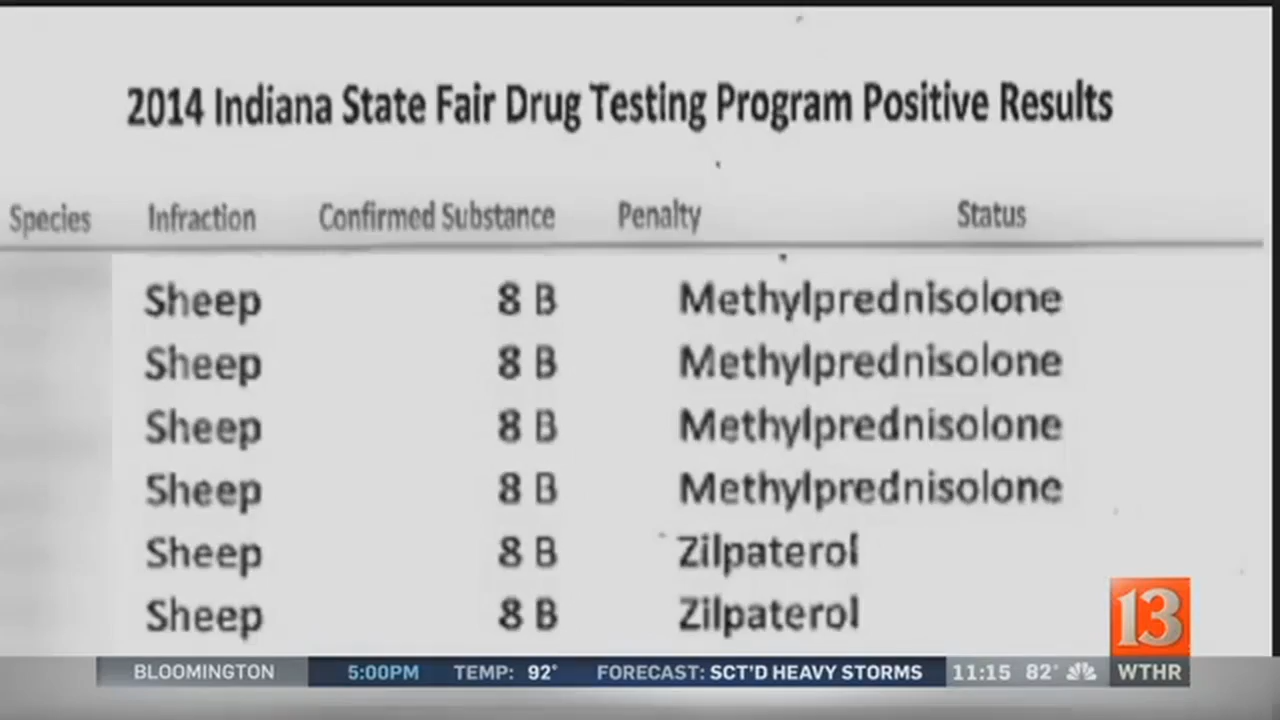 2014 Indiana State Fair Drug Testing Program Positive Results
Species Infraction Confirmed Substance Penalty Status
Sheep 8 B Methylprednisolone
Sheep 8 B Methylprednisolone
Sheep 8 B Methylprednisolone
Sheep 8 B Methylprednisolone
Sheep 8 B Zilpaterol
Sheep 8 B Zilpaterol
13
BLOOMINGTON 5:00PM TEMP: 92° FORECAST: SCT'D HEAVY STORMS 11:15 82° WTHR